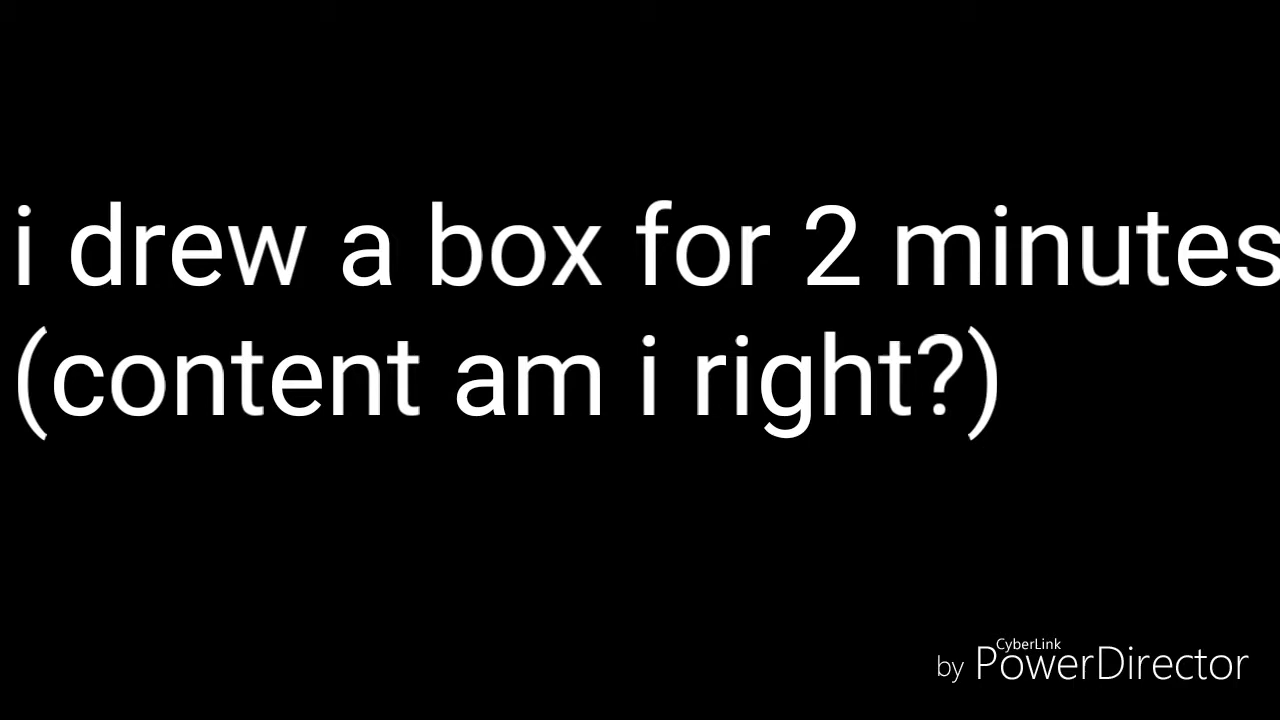 i drew a box for 2 minutes
(content am i right?)
CyberLink
by PowerDirector